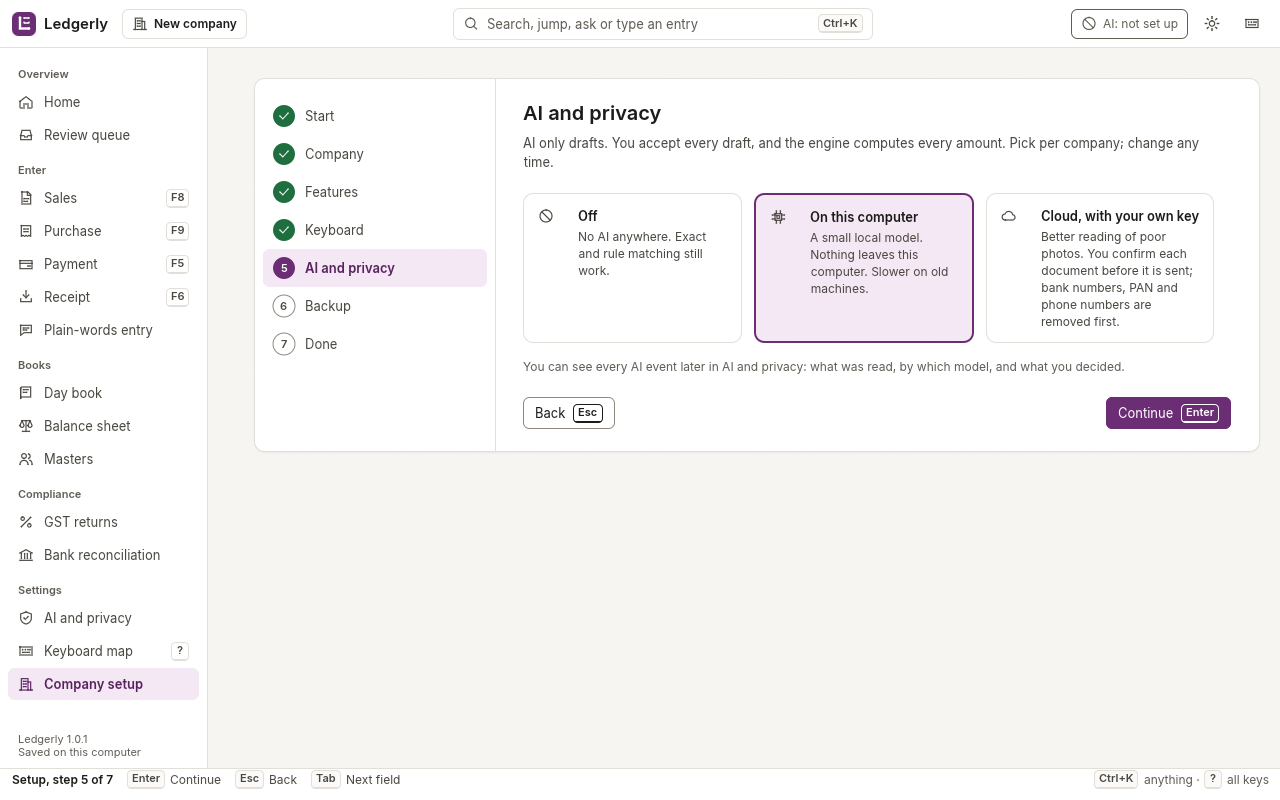 Ledgerly
New company
Search, jump, ask or type an entry
Ctrl+K
AI: not set up
Overview
Home
Review queue
Enter
Sales F8
Purchase F9
Payment F5
Receipt F6
Plain-words entry
Books
Day book
Balance sheet
Masters
Compliance
GST returns
Bank reconciliation
Settings
AI and privacy
Keyboard map ?
Company setup
Ledgerly 1.0.1
Saved on this computer
Start
Company
Features
Keyboard
5 AI and privacy
6 Backup
7 Done
AI and privacy
AI only drafts. You accept every draft, and the engine computes every amount. Pick per company; change any
time.
Off
No AI anywhere. Exact
and rule matching still
work.
On this computer
A small local model.
Nothing leaves this
computer. Slower on old
machines.
Cloud, with your own key
Better reading of poor
photos. You confirm each
document before it is sent;
bank numbers, PAN and
phone numbers are
removed first.
You can see every AI event later in AI and privacy: what was read, by which model, and what you decided.
Back Esc
Continue Enter
Setup, step 5 of 7 Enter Continue Esc Back Tab Next field
Ctrl+K anything · ? all keys